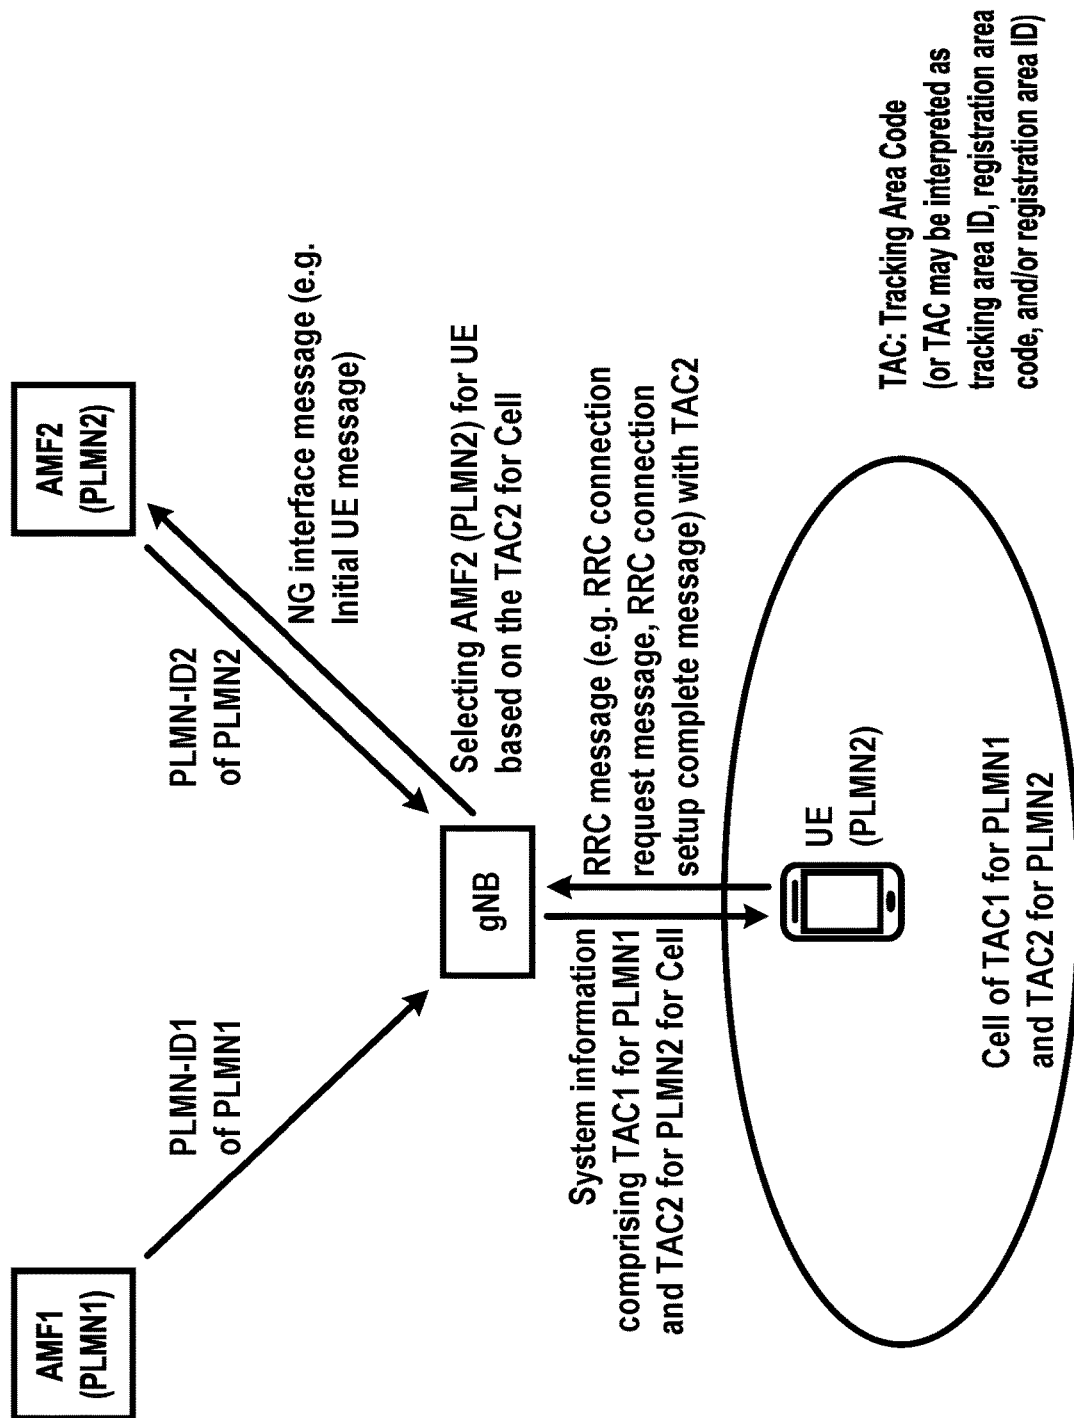 AMF1
(PLMN1)
AMF2
(PLMN2)
PLMN-ID1
of PLMN1
PLMN-ID2
of PLMN2
NG interface message (e.g.
Initial UE message)
gNB
Selecting AMF2 (PLMN2) for UE
based on the TAC2 for Cell
System information
comprising TAC1 for PLMN1
and TAC2 for PLMN2 for Cell
RRC message (e.g. RRC connection
request message, RRC connection
setup complete message) with TAC2
UE
(PLMN2)
Cell of TAC1 for PLMN1
and TAC2 for PLMN2
TAC: Tracking Area Code
(or TAC may be interpreted as
tracking area ID, registration area
code, and/or registration area ID)